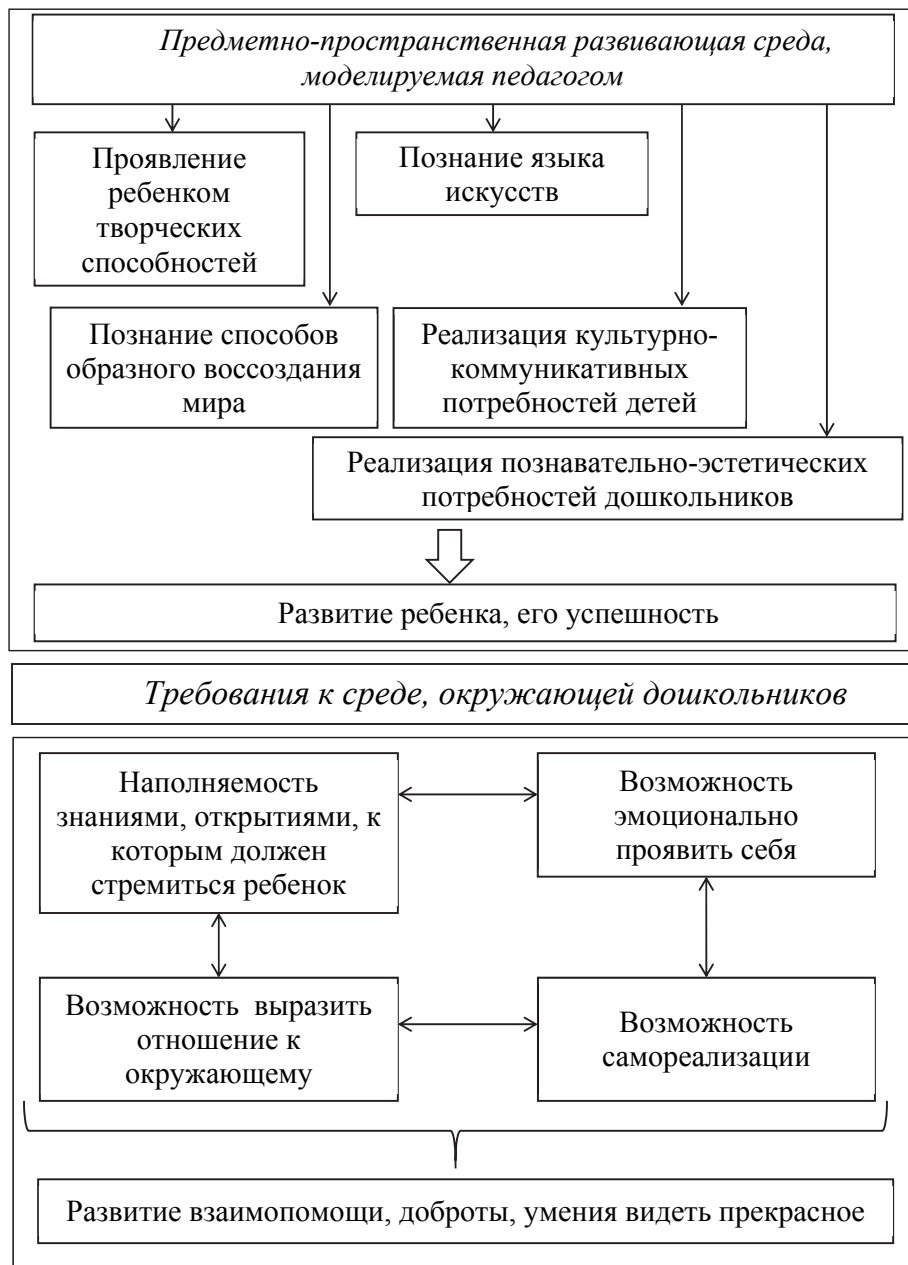 Предметно-пространственная развивающая среда,
моделируемая педагогом
Проявление
ребенком
творческих
способностей
Познание языка
искусств
Познание способов
образного воссоздания
мира
Реализация культурно-
коммуникативных
потребностей детей
Реализация познавательно-эстетических
потребностей дошкольников
Развитие ребенка, его успешность
Требования к среде, окружающей дошкольников
Наполняемость
знаниями, открытиями, к
которым должен
стремиться ребенок
Возможность
эмоционально
проявить себя
Возможность выразить
отношение к
окружающему
Возможность
самореализации
Развитие взаимопомощи, доброты, умения видеть прекрасное